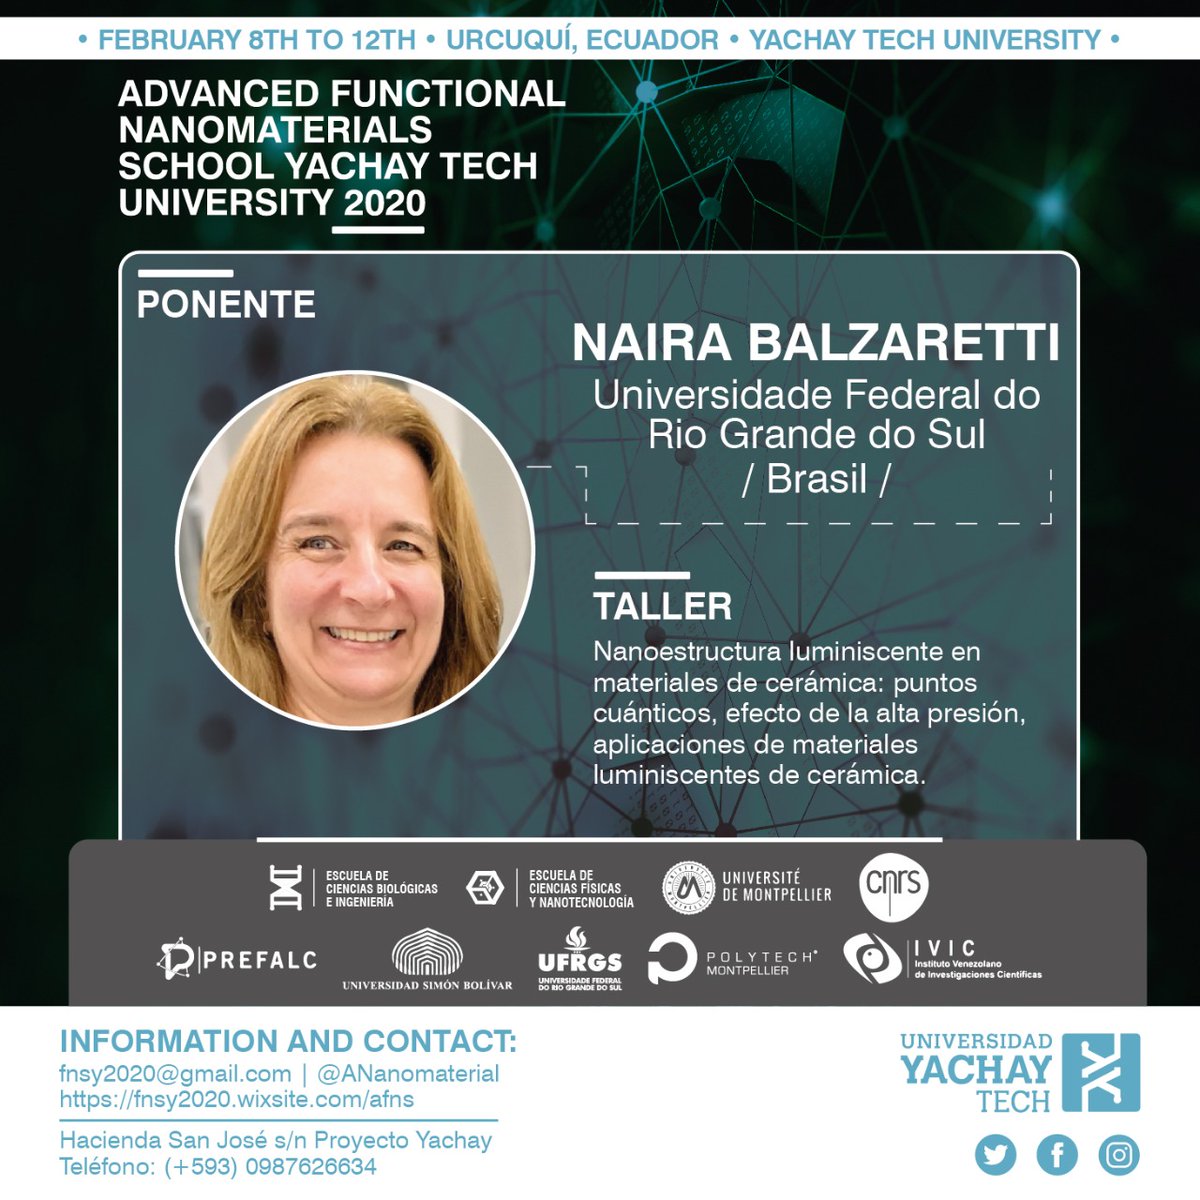 • FEBRUARY 8TH TO 12TH • URCUQUÍ, ECUADOR • YACHAY TECH UNIVERSITY •
ADVANCED FUNCTIONAL
NANOMATERIALS
SCHOOL YACHAY TECH
UNIVERSITY 2020
PONENTE
NAIRA BALZARETTI
Universidade Federal do
Rio Grande do Sul
/ Brasil /
TALLER
Nanoestructura luminiscente en
materiales de cerámica: puntos
cuánticos, efecto de la alta presión,
aplicaciones de materiales
luminiscentes de cerámica.
ESCUELA DE
CIENCIAS BIOLÓGICAS
E INGENIERÍA
ESCUELA DE
CIENCIAS FÍSICAS
Y NANOTECNOLOGÍA
UNIVERSITÉ
DE MONTPELLIER
cnrs
PREFALC
UNIVERSIDAD SIMÓN BOLÍVAR
UFRGS
UNIVERSIDADE FEDERAL
DO RIO GRANDE DO SUL
POLYTECH
MONTPELLIER
IVIC
Instituto Venezolano
de Investigaciones Científicas
INFORMATION AND CONTACT:
fnsy2020@gmail.com | @ANanomaterial
https://fnsy2020.wixsite.com/afns
Hacienda San José s/n Proyecto Yachay
Teléfono: (+593) 0987626634
UNIVERSIDAD
YACHAY
TECH